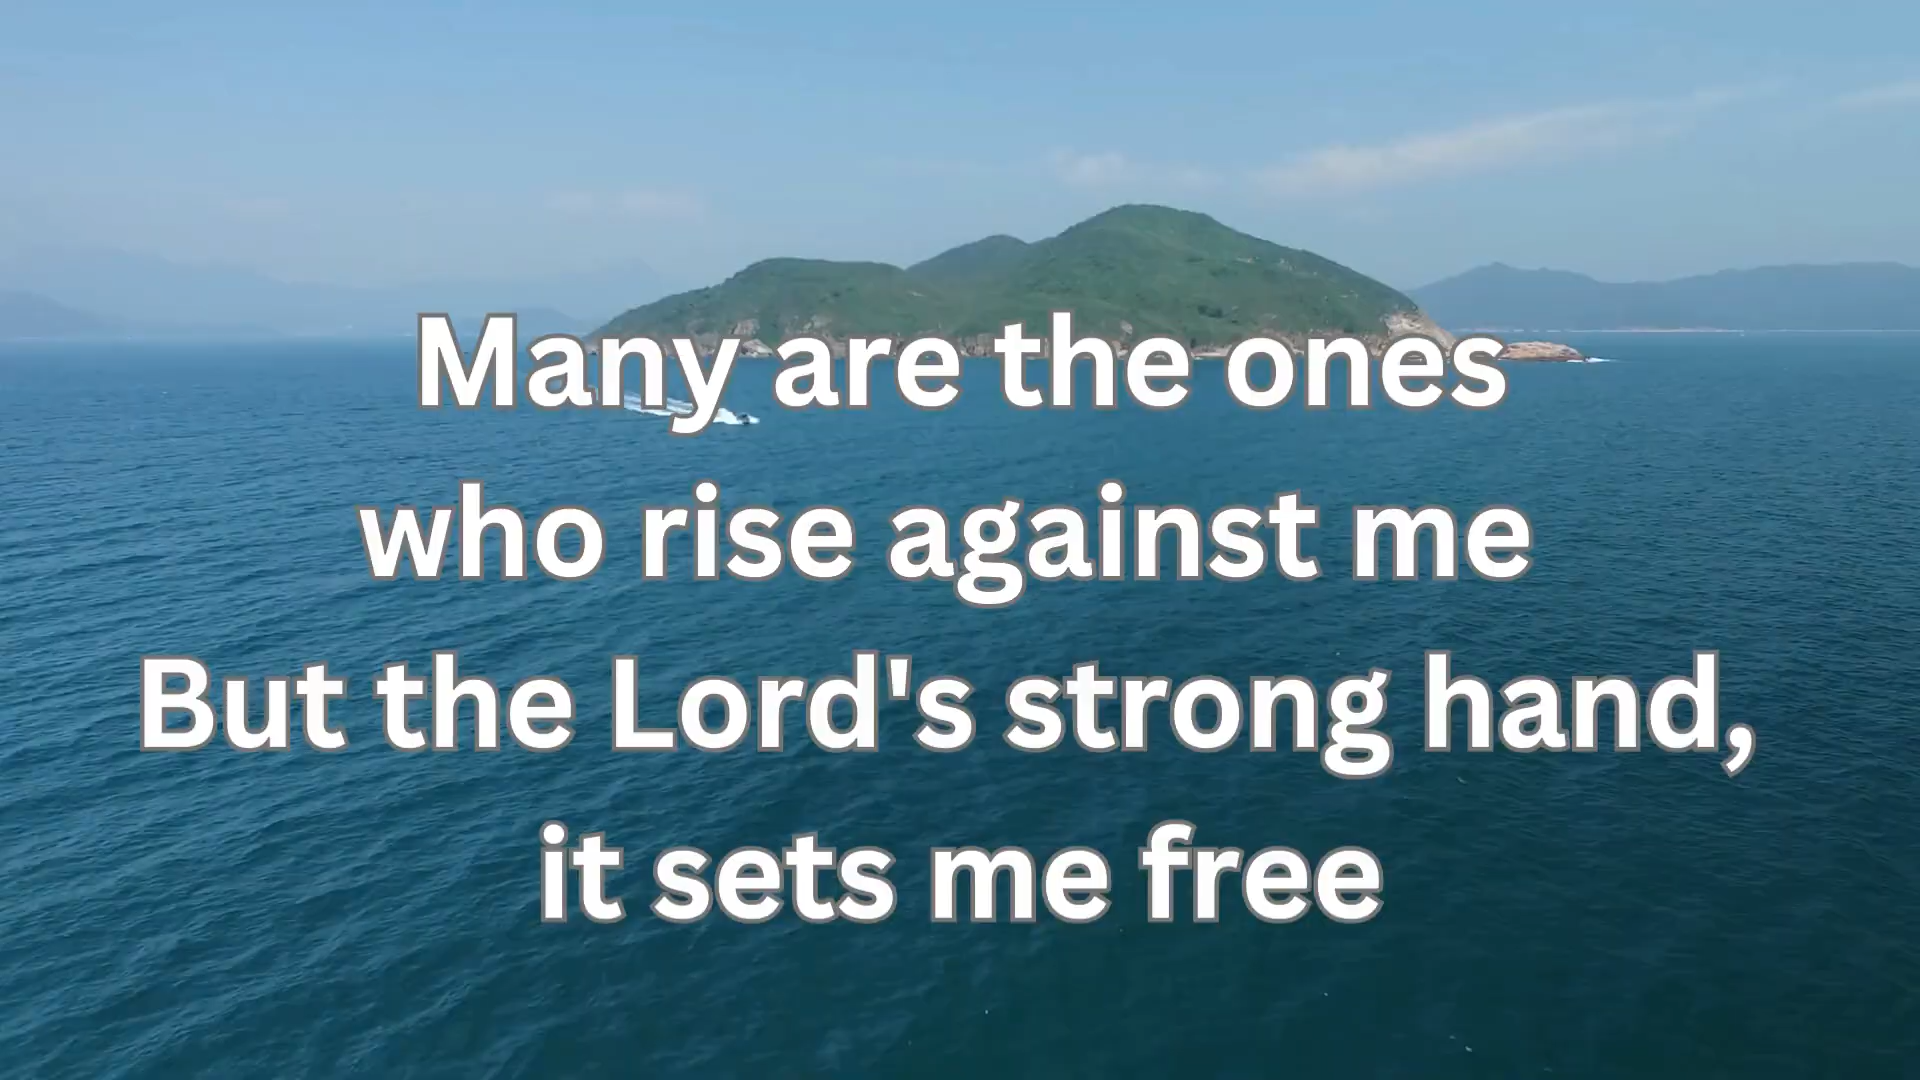 Many are the ones
who rise against me
But the Lord's strong hand,
it sets me free